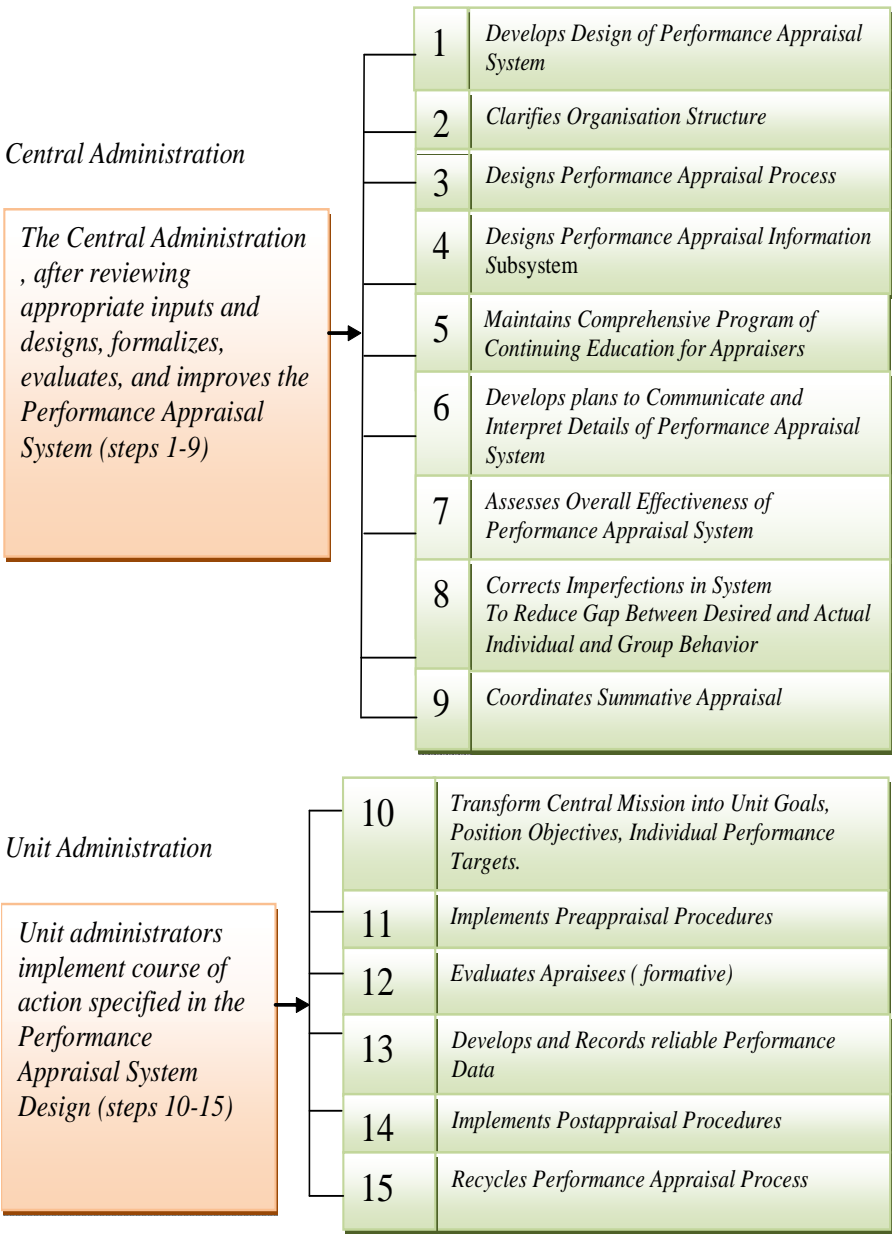 Central Administration
The Central Administration
, after reviewing
appropriate inputs and
designs, formalizes,
evaluates, and improves the
Performance Appraisal
System (steps 1-9)
1
Develops Design of Performance Appraisal
System
2
Clarifies Organisation Structure
3
Designs Performance Appraisal Process
4
Designs Performance Appraisal Information
Subsystem
5
Maintains Comprehensive Program of
Continuing Education for Appraisers
6
Develops plans to Communicate and
Interpret Details of Performance Appraisal
System
7
Assesses Overall Effectiveness of
Performance Appraisal System
8
Corrects Imperfections in System
To Reduce Gap Between Desired and Actual
Individual and Group Behavior
9
Coordinates Summative Appraisal
Unit Administration
Unit administrators
implement course of
action specified in the
Performance
Appraisal System
Design (steps 10-15)
10
Transform Central Mission into Unit Goals,
Position Objectives, Individual Performance
Targets.
11
Implements Preappraisal Procedures
12
Evaluates Apraisees ( formative)
13
Develops and Records reliable Performance
Data
14
Implements Postappraisal Procedures
15
Recycles Performance Appraisal Process